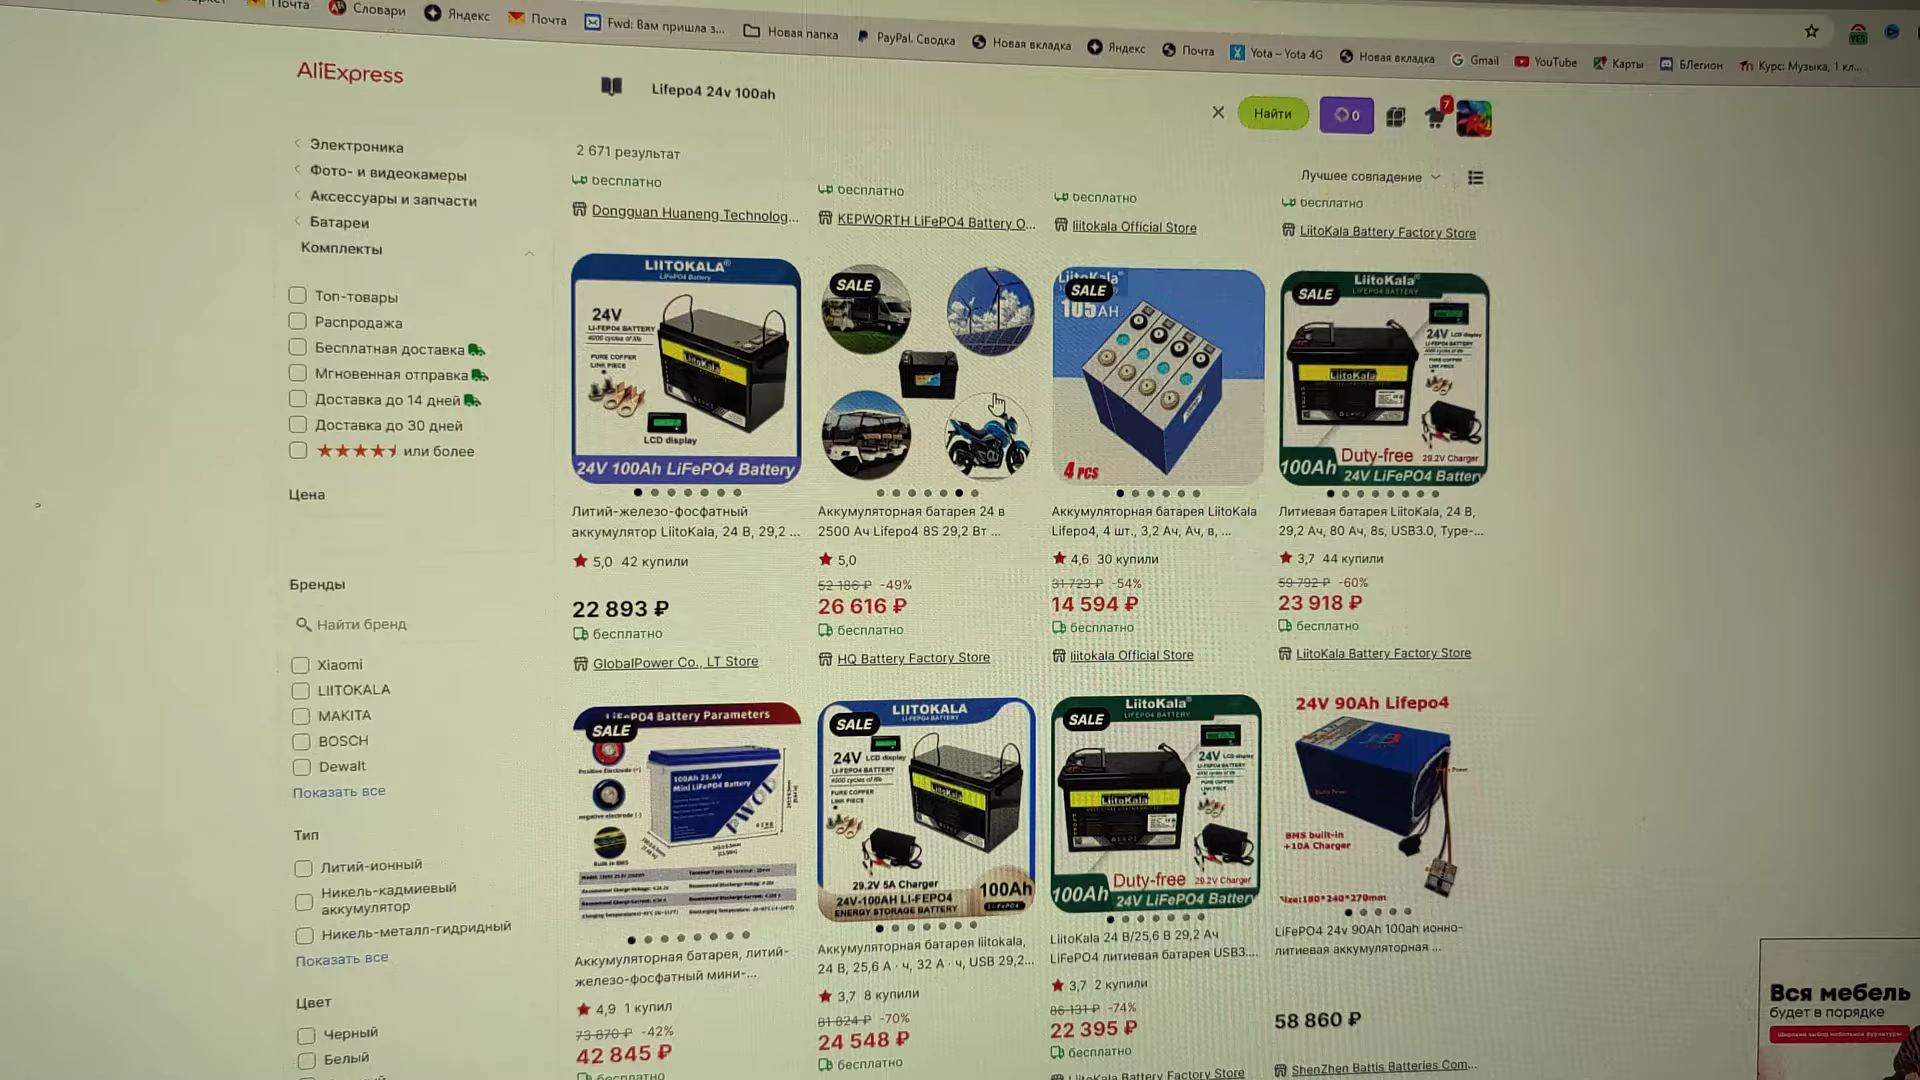 Почта
Словари
Яндекс
Почта
Fwd: Вам пришла з...
Новая папка
PayPal. Сводка
Новая вкладка
Яндекс
Почта
Yota – Yota 4G
Новая вкладка
Gmail
YouTube
Карты
БЛегион
Курс: Музыка, 1 кл...
AliExpress
Lifepo4 24v 100ah
Найти
0
7
Электроника
Фото- и видеокамеры
Аксессуары и запчасти
Батареи
Комплекты
2 671 результат
Лучшее совпадение
бесплатно
бесплатно
бесплатно
бесплатно
Dongguan Huaneng Technolog...
KEPWORTH LiFePO4 Battery O...
liitokala Official Store
LiitoKala Battery Factory Store
Топ-товары
Распродажа
Бесплатная доставка
Мгновенная отправка
Доставка до 14 дней
Доставка до 30 дней
или более
Цена
Бренды
Найти бренд
Xiaomi
LIITOKALA
MAKITA
BOSCH
Dewalt
Показать все
Тип
Литий-ионный
Никель-кадмиевый
аккумулятор
Никель-металл-гидридный
Показать все
Цвет
Черный
Белый
LIITOKALA®
LiFePO4 Battery
24V
LI-FEPO4 BATTERY
4000 cycles of life
PURE COPPER
LINK PIECE
LiitoKala
LCD display
24V 100Ah LiFePO4 Battery
Литий-железо-фосфатный
аккумулятор LiitoKala, 24 В, 29,2 ...
5,0 42 купили
22 893 ₽
бесплатно
GlobalPower Co., LT Store
SALE
Аккумуляторная батарея 24 в
2500 Ач Lifepo4 8S 29,2 Вт ...
5,0
52 186 ₽ -49%
26 616 ₽
бесплатно
HQ Battery Factory Store
LiitoKala®
SALE
105AH
4 PCS
Аккумуляторная батарея LiitoKala
Lifepo4, 4 шт., 3,2 Ач, Ач, в, ...
4,6 30 купили
31 723 ₽ -54%
14 594 ₽
бесплатно
liitokala Official Store
LiitoKala®
LIFEPO4 BATTERY
SALE
24V LCD display
LI-FEPO4 BATTERY
4000 cycles of life
PURE COPPER
LINK PIECE
LiitoKala
Duty-free 29.2V Charger
100Ah 24V LiFePO4 Battery
Литиевая батарея LiitoKala, 24 В,
29,2 Ач, 80 Ач, 8s, USB3.0, Type-...
3,7 44 купили
59 792 ₽ -60%
23 918 ₽
бесплатно
LiitoKala Battery Factory Store
LiFePO4 Battery Parameters
SALE
Positive Electrode (+)
negative electrode (-)
Built in BMS
100Ah 25.6V
Mini LiFePO4 Battery
PWOD
Аккумуляторная батарея, литий-
железо-фосфатный мини-...
4,9 1 купил
73 870 ₽ -42%
42 845 ₽
бесплатно
LIITOKALA
LI-FEPO4 BATTERY
SALE
24V LCD display
LI-FEPO4 BATTERY
4000 cycles of life
PURE COPPER
LINK PIECE
LiitoKala
29.2V 5A Charger
100Ah
24V-100AH LI-FEPO4
ENERGY STORAGE BATTERY
Аккумуляторная батарея liitokala,
24 В, 25,6 А · ч, 32 А · ч, USB 29,2...
3,7 8 купили
81 824 ₽ -70%
24 548 ₽
бесплатно
LiitoKala®
LIFEPO4 BATTERY
SALE
24V LCD display
LI-FEPO4 BATTERY
4000 cycles of life
PURE COPPER
LINK PIECE
LiitoKala
Duty-free 29.2V Charger
100Ah 24V LiFePO4 Battery
LiitoKala 24 В/25,6 В 29,2 Ач
LiFePO4 литиевая батарея USB3....
3,7 2 купили
86 131 ₽ -74%
22 395 ₽
бесплатно
LiitoKala Battery Factory Store
24V 90Ah Lifepo4
BMS built-in
+10A Charger
Size:180*240*270mm
LiFePO4 24v 90Ah 100ah ионно-
литиевая аккумуляторная ...
58 860 ₽
ShenZhen Battis Batteries Com...
Вся мебель
будет в порядке